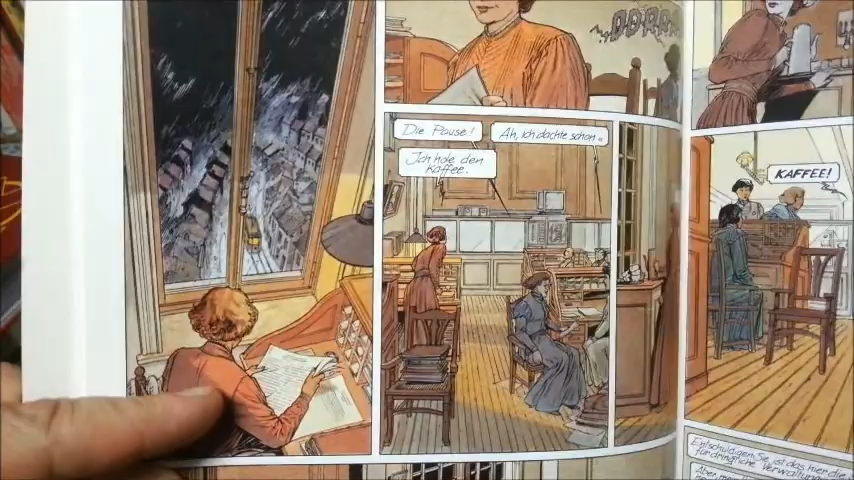 DDRRR
Die Pause!
Ah, ich dachte schon...
Ich hole den
Kaffee.
KAFFEE!
Entschuldigen Sie, ist das hier die
für dringliche Verwaltungs